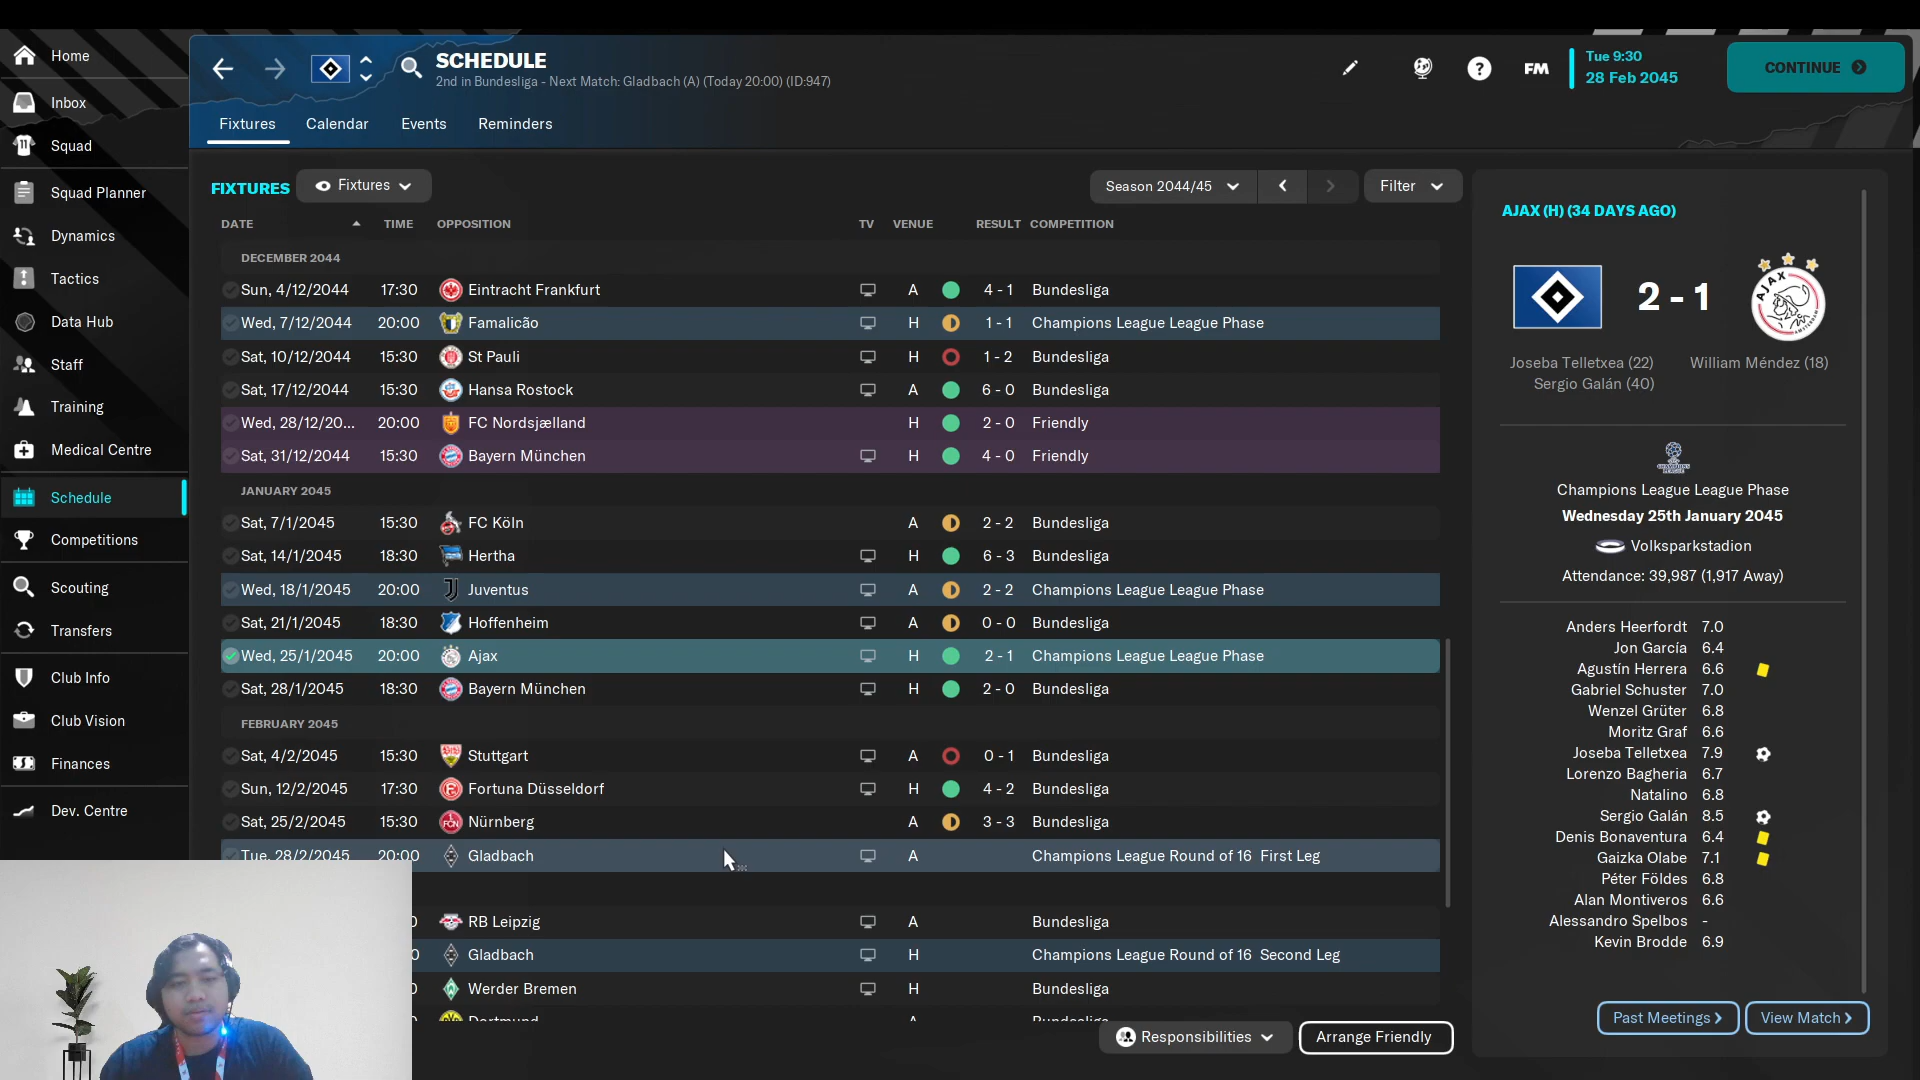 Home
Inbox
Squad
Squad Planner
Dynamics
Tactics
Data Hub
Staff
Training
Medical Centre
Schedule
Competitions
Scouting
Transfers
Club Info
Club Vision
Finances
Dev. Centre
SCHEDULE
2nd in Bundesliga - Next Match: Gladbach (A) (Today 20:00) (ID:947)
FM
Tue 9:30
28 Feb 2045
CONTINUE
Fixtures Calendar Events Reminders
FIXTURES Fixtures Season 2044/45 Filter
DATE TIME OPPOSITION TV VENUE RESULT COMPETITION
DECEMBER 2044
Sun, 4/12/2044 17:30 Eintracht Frankfurt A 4 - 1 Bundesliga
Wed, 7/12/2044 20:00 Famalicão H 1 - 1 Champions League League Phase
Sat, 10/12/2044 15:30 St Pauli H 1 - 2 Bundesliga
Sat, 17/12/2044 15:30 Hansa Rostock A 6 - 0 Bundesliga
Wed, 28/12/20... 20:00 FC Nordsjælland H 2 - 0 Friendly
Sat, 31/12/2044 15:30 Bayern München H 4 - 0 Friendly
JANUARY 2045
Sat, 7/1/2045 15:30 FC Köln A 2 - 2 Bundesliga
Sat, 14/1/2045 18:30 Hertha H 6 - 3 Bundesliga
Wed, 18/1/2045 20:00 Juventus A 2 - 2 Champions League League Phase
Sat, 21/1/2045 18:30 Hoffenheim A 0 - 0 Bundesliga
Wed, 25/1/2045 20:00 Ajax H 2 - 1 Champions League League Phase
Sat, 28/1/2045 18:30 Bayern München H 2 - 0 Bundesliga
FEBRUARY 2045
Sat, 4/2/2045 15:30 Stuttgart A 0 - 1 Bundesliga
Sun, 12/2/2045 17:30 Fortuna Düsseldorf H 4 - 2 Bundesliga
Sat, 25/2/2045 15:30 Nürnberg A 3 - 3 Bundesliga
Tue, 28/2/2045 20:00 Gladbach A Champions League Round of 16 First Leg
RB Leipzig A Bundesliga
Gladbach H Champions League Round of 16 Second Leg
Werder Bremen H Bundesliga
Dortmund A Bundesliga
Responsibilities Arrange Friendly
AJAX (H) (34 DAYS AGO)
2 - 1
AJAX
Joseba Telletxea (22) William Méndez (18)
Sergio Galán (40)
Champions League League Phase
Wednesday 25th January 2045
Volksparkstadion
Attendance: 39,987 (1,917 Away)
Anders Heerfordt 7.0
Jon García 6.4
Agustín Herrera 6.6
Gabriel Schuster 7.0
Wenzel Grüter 6.8
Moritz Graf 6.6
Joseba Telletxea 7.9
Lorenzo Bagheria 6.7
Natalino 6.8
Sergio Galán 8.5
Denis Bonaventura 6.4
Gaizka Olabe 7.1
Péter Földes 6.8
Alan Montiveros 6.6
Alessandro Spelbos -
Kevin Brodde 6.9
Past Meetings View Match